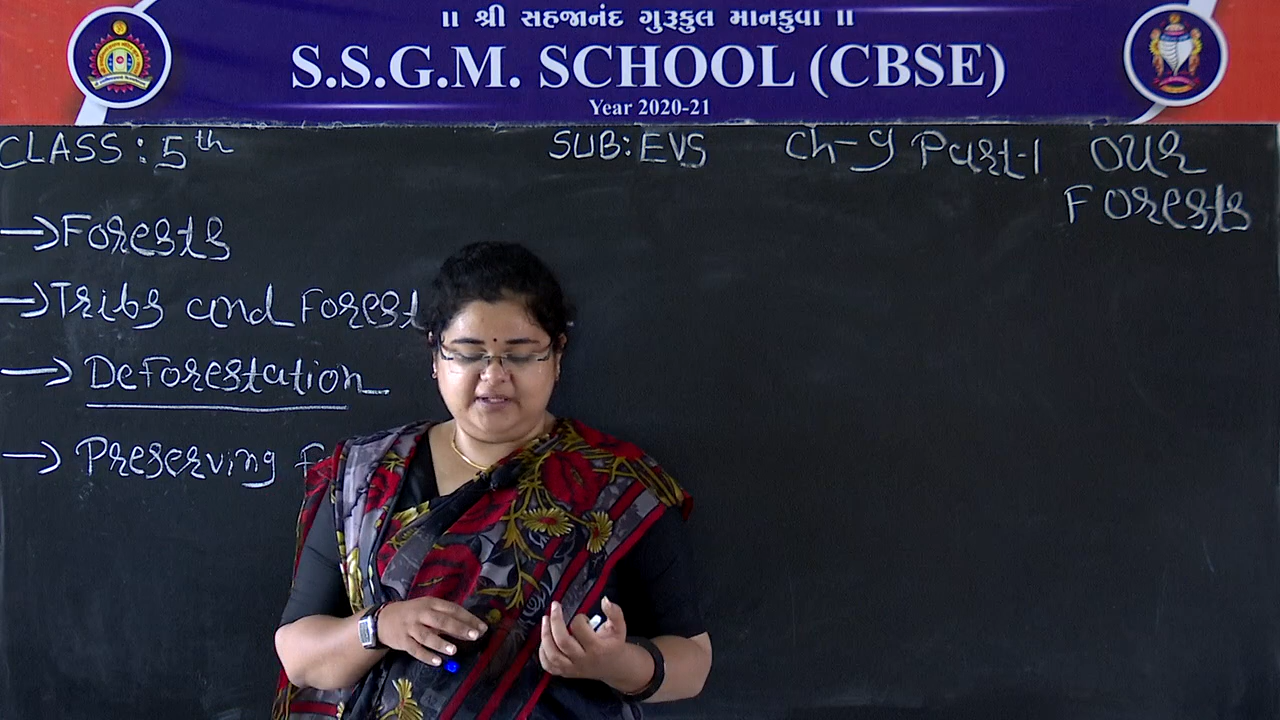 ॥ શ્રી સહજાનંદ ગુરૂકુલ માનકુવા ॥
S.S.G.M. SCHOOL (CBSE)
Year 2020-21
CLASS : 5th SUB: EVS Ch-9 Part-1 OUR
Forests
→Forests
→Tribs and Forest
→ Deforestation
→ Preserving F